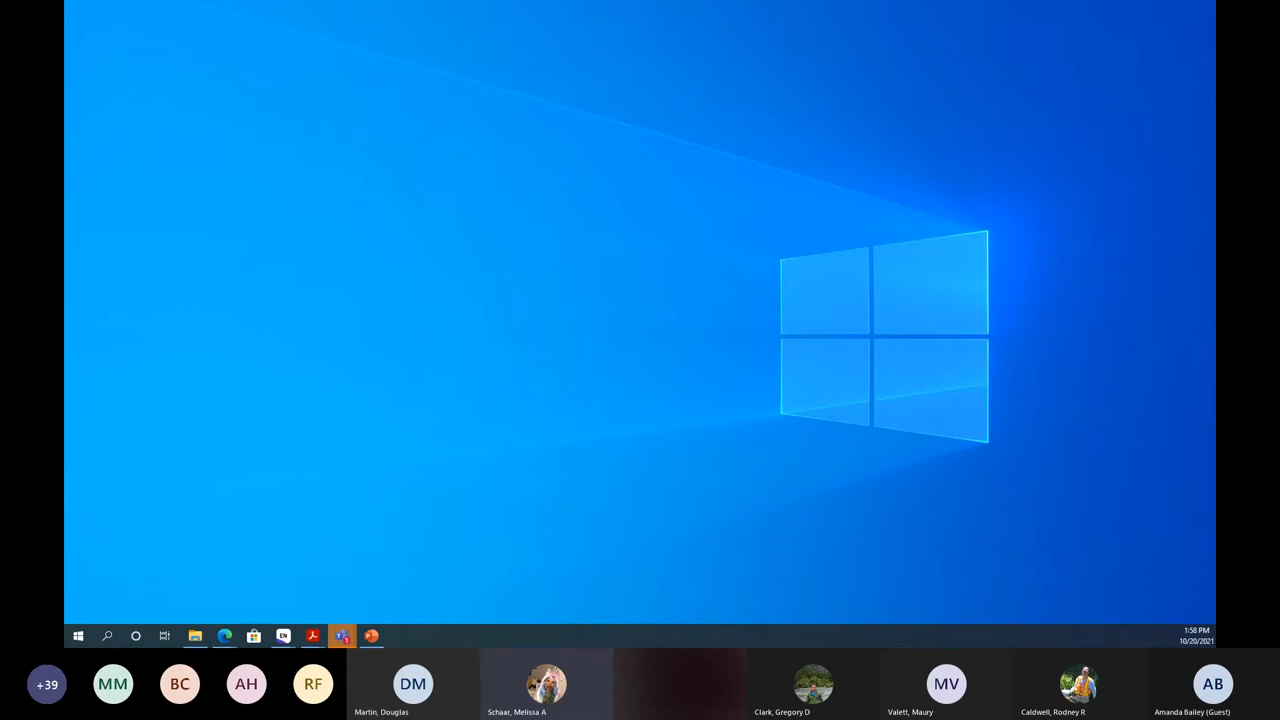 EN
1
1:58 PM
10/20/2021
+39
MM
BC
AH
RF
DM
MV
AB
Martin, Douglas
Schaar, Melissa A
Clark, Gregory D
Valett, Maury
Caldwell, Rodney R
Amanda Bailey (Guest)